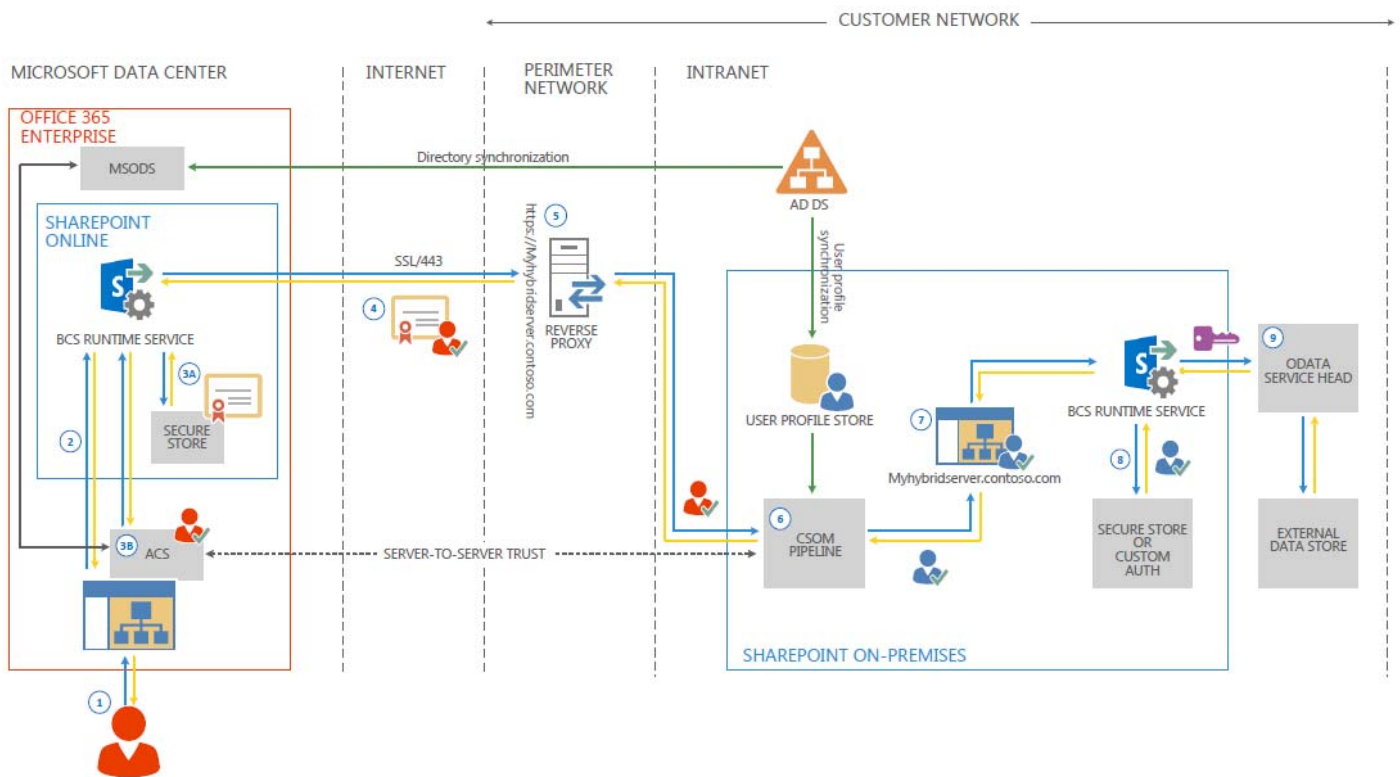 CUSTOMER NETWORK
MICROSOFT DATA CENTER
INTERNET
PERIMETER
NETWORK
INTRANET
OFFICE 365
ENTERPRISE
MSODS
Directory synchronization
AD DS
SHAREPOINT
ONLINE
https://Myhybridserver.contoso.com
5
User profile
synchronization
SSL/443
4
REVERSE
PROXY
BCS RUNTIME SERVICE
3A
SECURE
STORE
2
9
ODATA
SERVICE HEAD
BCS RUNTIME SERVICE
USER PROFILE STORE
7
Myhybridserver.contoso.com
8
3B
ACS
SERVER-TO-SERVER TRUST
6
CSOM
PIPELINE
SECURE STORE
OR
CUSTOM
AUTH
EXTERNAL
DATA STORE
SHAREPOINT ON-PREMISES
1